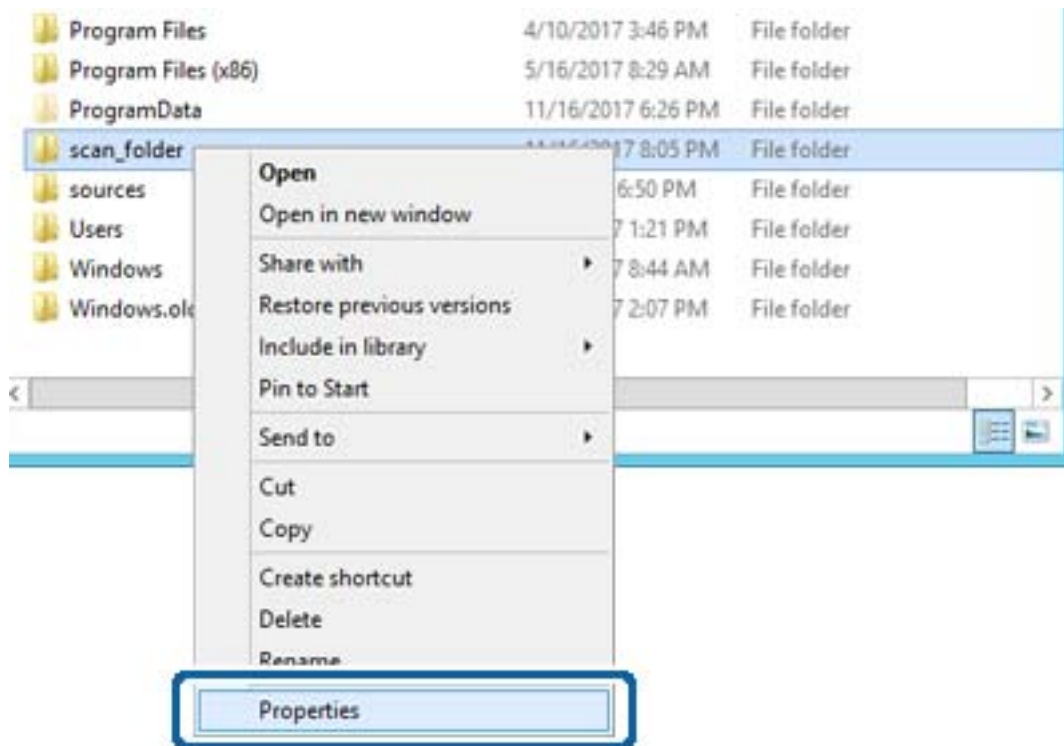 Program Files 4/10/2017 3:46 PM File folder
Program Files (x86) 5/16/2017 8:29 AM File folder
ProgramData 11/16/2017 6:26 PM File folder
scan_folder 17 8:05 PM File folder
sources 6:50 PM File folder
Users 7 1:21 PM File folder
Windows 7 8:44 AM File folder
Windows.old 7 2:07 PM File folder
Open
Open in new window
Share with
Restore previous versions
Include in library
Pin to Start
Send to
Cut
Copy
Create shortcut
Delete
Rename
Properties